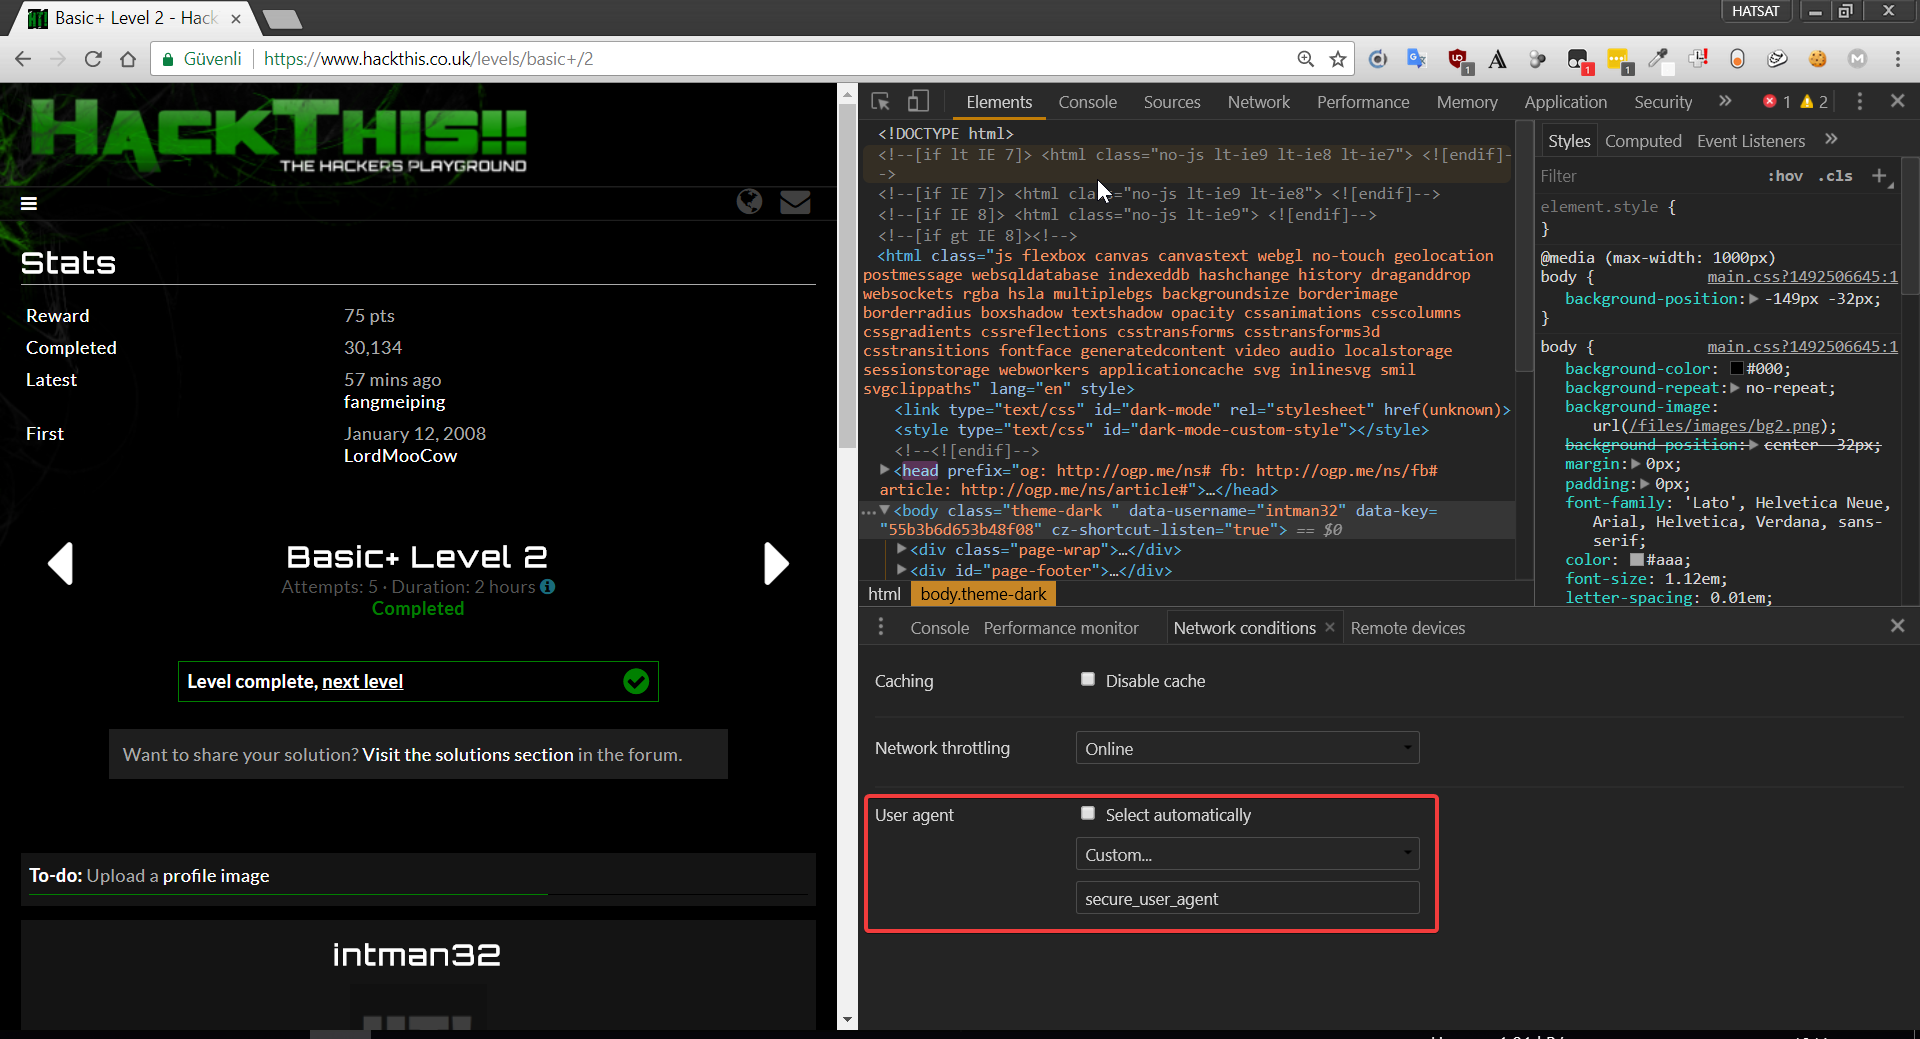 Basic+ Level 2 - Hack
HATSAT
Güvenli
https://www.hackthis.co.uk/levels/basic+/2
HACKTHIS!!
THE HACKERS PLAYGROUND
Stats
Reward 75 pts
Completed 30,134
Latest 57 mins ago
fangmeiping
First January 12, 2008
LordMooCow
Basic+ Level 2
Attempts: 5 · Duration: 2 hours
Completed
Level complete, next level
Want to share your solution? Visit the solutions section in the forum.
To-do: Upload a profile image
intman32
Elements Console Sources Network Performance Memory Application Security » 1 2
<!DOCTYPE html>
<!--[if lt IE 7]> <html class="no-js lt-ie9 lt-ie8 lt-ie7"> <![endif]-
->
<!--[if IE 7]> <html class="no-js lt-ie9 lt-ie8"> <![endif]-->
<!--[if IE 8]> <html class="no-js lt-ie9"> <![endif]-->
<!--[if gt IE 8]><!-->
<html class="js flexbox canvas canvastext webgl no-touch geolocation
postmessage websqldatabase indexeddb hashchange history draganddrop
websockets rgba hsla multiplebgs backgroundsize borderimage
borderradius boxshadow textshadow opacity cssanimations csscolumns
cssgradients cssreflections csstransforms csstransforms3d
csstransitions fontface generatedcontent video audio localstorage
sessionstorage webworkers applicationcache svg inlinesvg smil
svgclippaths" lang="en" style>
<link type="text/css" id="dark-mode" rel="stylesheet" href(unknown)>
<style type="text/css" id="dark-mode-custom-style"></style>
<!--<![endif]-->
<head prefix="og: http://ogp.me/ns# fb: http://ogp.me/ns/fb#
article: http://ogp.me/ns/article#">…</head>
<body class="theme-dark " data-username="intman32" data-key=
"55b3b6d653b48f08" cz-shortcut-listen="true"> == $0
<div class="page-wrap">…</div>
<div id="page-footer">…</div>
html body.theme-dark
Styles Computed Event Listeners »
Filter :hov .cls +
element.style {
}
@media (max-width: 1000px)
body { main.css?1492506645:1
background-position: -149px -32px;
}
body { main.css?1492506645:1
background-color: #000;
background-repeat: no-repeat;
background-image:
url(/files/images/bg2.png);
background-position: center -32px;
margin: 0px;
padding: 0px;
font-family: 'Lato', Helvetica Neue,
Arial, Helvetica, Verdana, sans-
serif;
color: #aaa;
font-size: 1.12em;
letter-spacing: 0.01em;
Console Performance monitor Network conditions Remote devices
Caching Disable cache
Network throttling Online
User agent Select automatically
Custom...
secure_user_agent